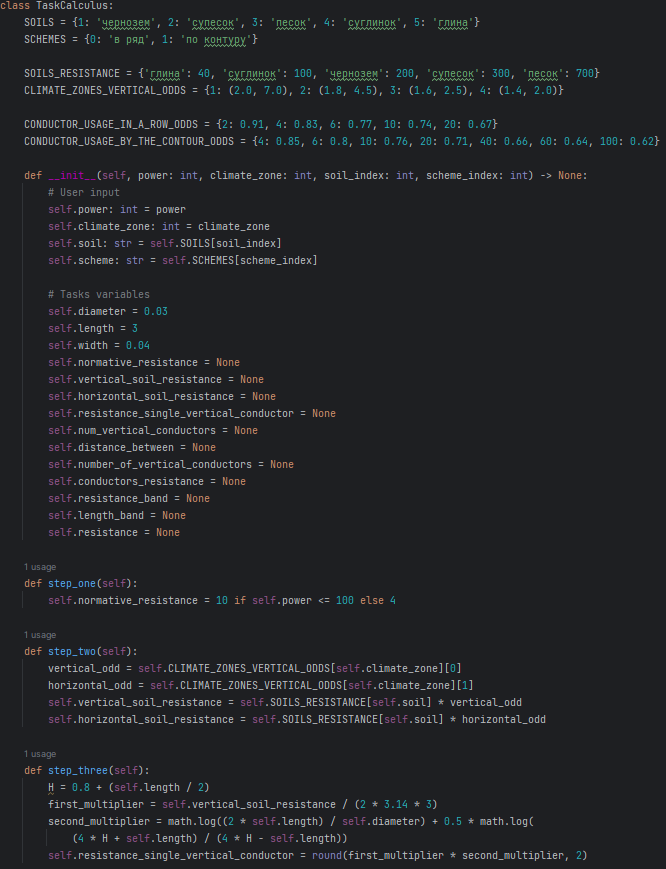 class TaskCalculus:
    SOILS = {1: 'чернозем', 2: 'супесок', 3: 'песок', 4: 'суглинок', 5: 'глина'}
    SCHEMES = {0: 'в ряд', 1: 'по контуру'}

    SOILS_RESISTANCE = {'глина': 40, 'суглинок': 100, 'чернозем': 200, 'супесок': 300, 'песок': 700}
    CLIMATE_ZONES_VERTICAL_ODDS = {1: (2.0, 7.0), 2: (1.8, 4.5), 3: (1.6, 2.5), 4: (1.4, 2.0)}

    CONDUCTOR_USAGE_IN_A_ROW_ODDS = {2: 0.91, 4: 0.83, 6: 0.77, 10: 0.74, 20: 0.67}
    CONDUCTOR_USAGE_BY_THE_CONTOUR_ODDS = {4: 0.85, 6: 0.8, 10: 0.76, 20: 0.71, 40: 0.66, 60: 0.64, 100: 0.62}

    def __init__(self, power: int, climate_zone: int, soil_index: int, scheme_index: int) -> None:
        # User input
        self.power: int = power
        self.climate_zone: int = climate_zone
        self.soil: str = self.SOILS[soil_index]
        self.scheme: str = self.SCHEMES[scheme_index]

        # Tasks variables
        self.diameter = 0.03
        self.length = 3
        self.width = 0.04
        self.normative_resistance = None
        self.vertical_soil_resistance = None
        self.horizontal_soil_resistance = None
        self.resistance_single_vertical_conductor = None
        self.num_vertical_conductors = None
        self.distance_between = None
        self.number_of_vertical_conductors = None
        self.conductors_resistance = None
        self.resistance_band = None
        self.length_band = None
        self.resistance = None

    1 usage
    def step_one(self):
        self.normative_resistance = 10 if self.power <= 100 else 4

    1 usage
    def step_two(self):
        vertical_odd = self.CLIMATE_ZONES_VERTICAL_ODDS[self.climate_zone][0]
        horizontal_odd = self.CLIMATE_ZONES_VERTICAL_ODDS[self.climate_zone][1]
        self.vertical_soil_resistance = self.SOILS_RESISTANCE[self.soil] * vertical_odd
        self.horizontal_soil_resistance = self.SOILS_RESISTANCE[self.soil] * horizontal_odd

    1 usage
    def step_three(self):
        H = 0.8 + (self.length / 2)
        first_multiplier = self.vertical_soil_resistance / (2 * 3.14 * 3)
        second_multiplier = math.log((2 * self.length) / self.diameter) + 0.5 * math.log(
            (4 * H + self.length) / (4 * H - self.length))
        self.resistance_single_vertical_conductor = round(first_multiplier * second_multiplier, 2)